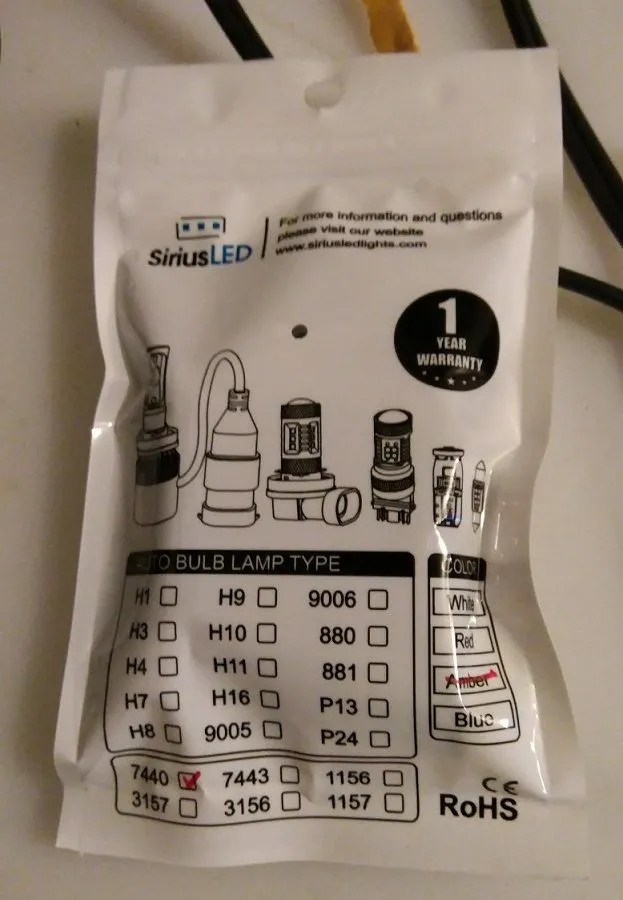 SiriusLED
For more information and questions
please visit our website
www.siriusledlights.com
1
YEAR
WARRANTY
AUTO BULB LAMP TYPE
H1 H9 9006
H3 H10 880
H4 H11 881
H7 H16 P13
H8 9005 P24
7440 7443 1156
3157 3156 1157
COLOR
White
Red
Amber
Blue
CE
RoHS